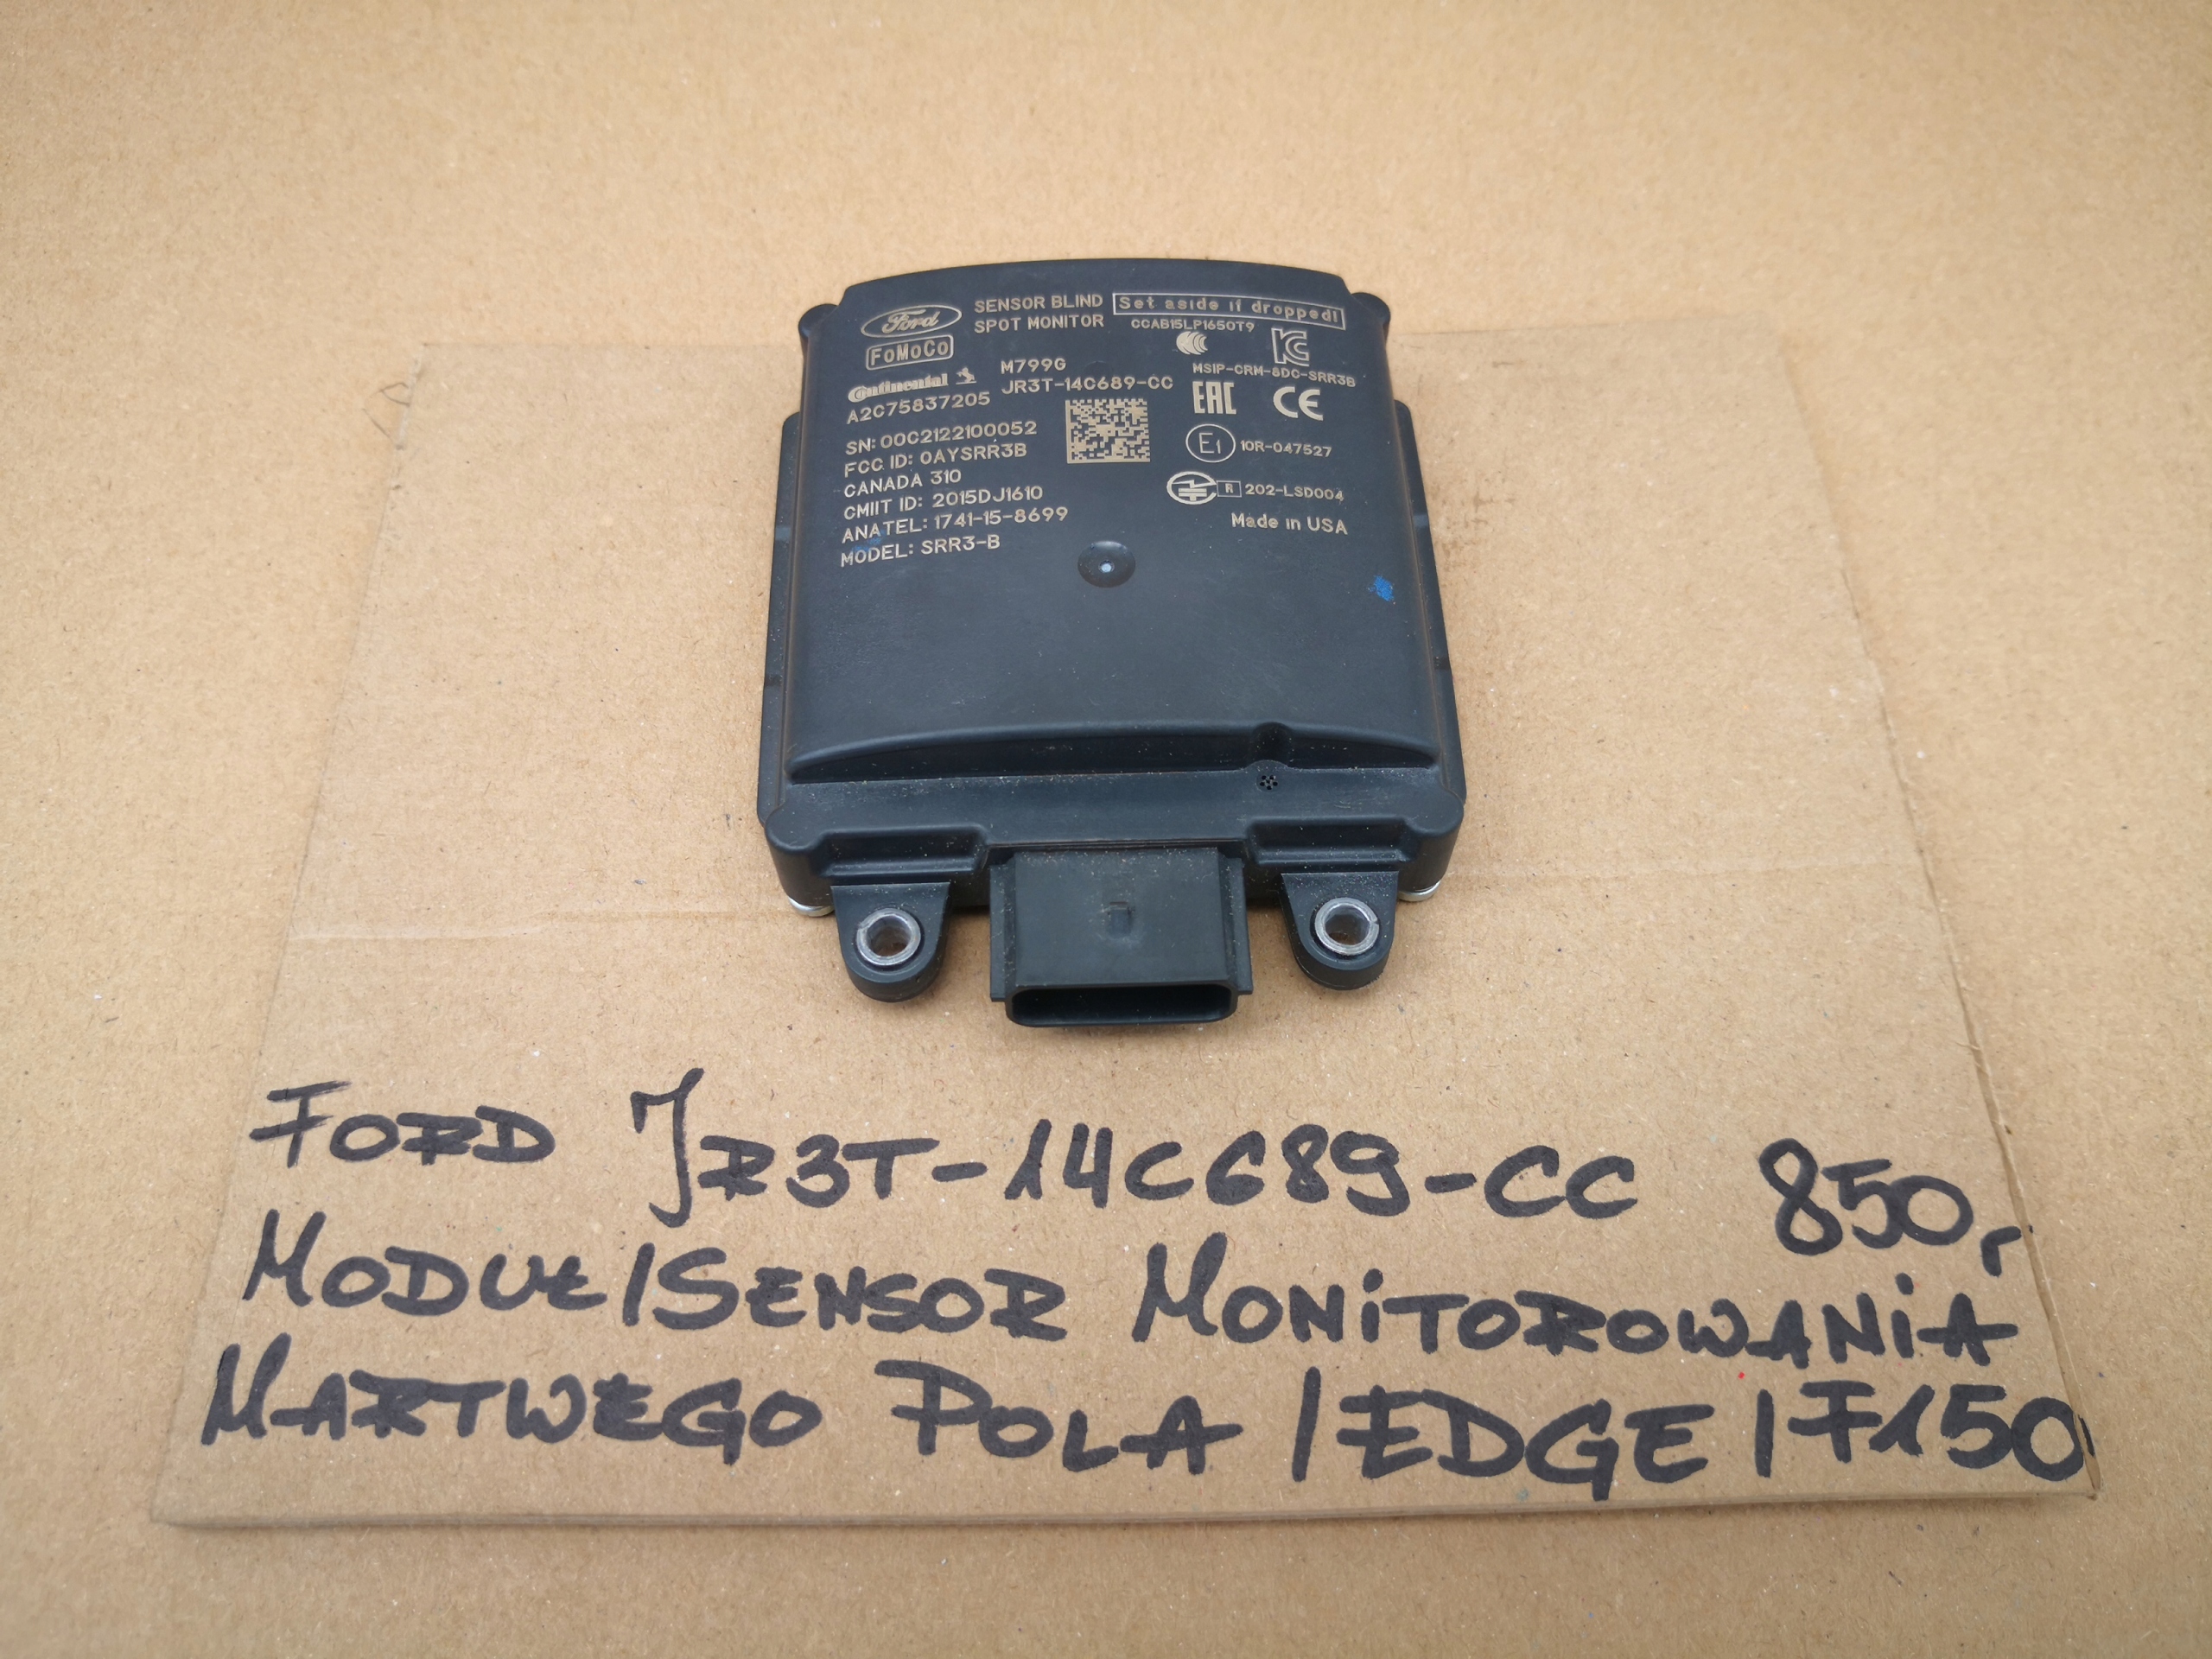 Ford
SENSOR BLIND
SPOT MONITOR
Set aside if dropped!
CCAB15LP1650T9
FoMoCo
Continental
M799G
JR3T-14C689-CC
A2C75837205
MSIP-CRM-8DC-SRR3B
EAC CE
SN: 00C2122100052
FCC ID: OAYSRR3B
CANADA 310
CMIIT ID: 2015DJ1610
ANATEL: 1741-15-8699
MODEL: SRR3-B
E1 10R-047527
R 202-LSD004
Made in USA
FORD JR3T-14C689-CC 850,-
MODUŁ/SENSOR MONiTOROWANiA
MARTWEGO POLA /EDGE/F150